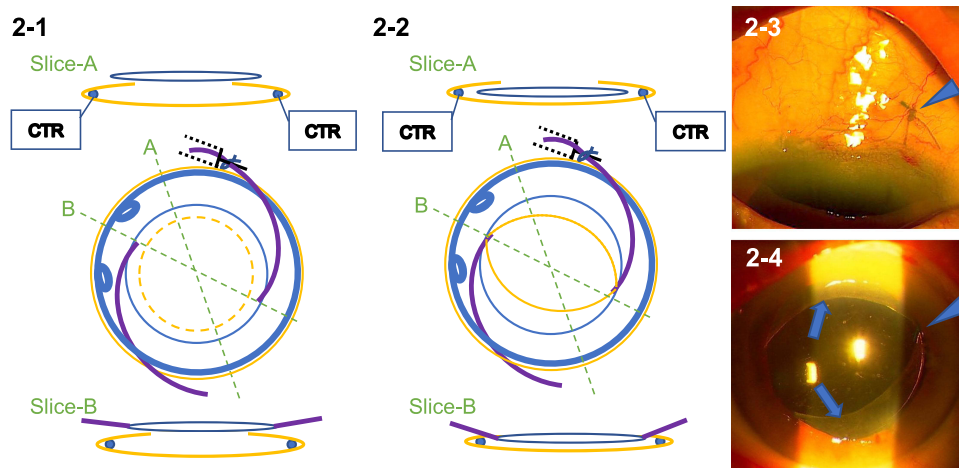 2-1
Slice-A
CTR
CTR
A
B
Slice-B
2-2
Slice-A
CTR
CTR
A
B
Slice-B
2-3
2-4